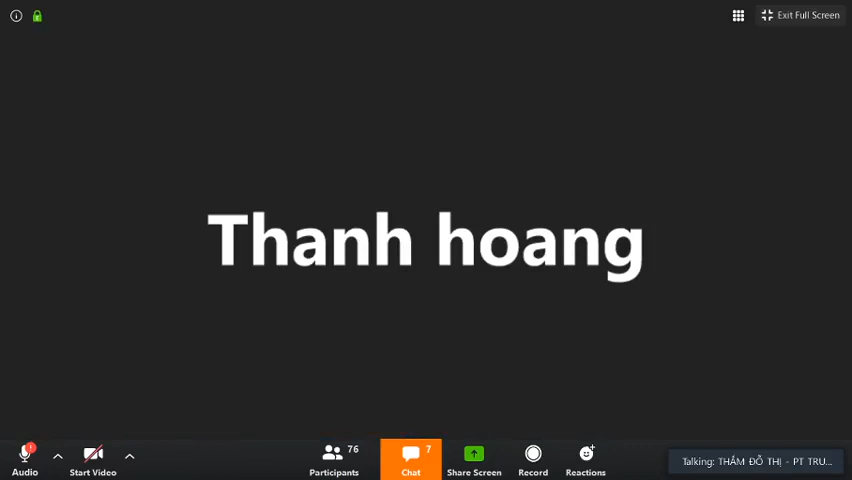 Exit Full Screen
Thanh hoang
76
7
Audio
Start Video
Participants
Chat
Share Screen
Record
Reactions
Talking: THẮM ĐỖ THỊ - PT TRU...